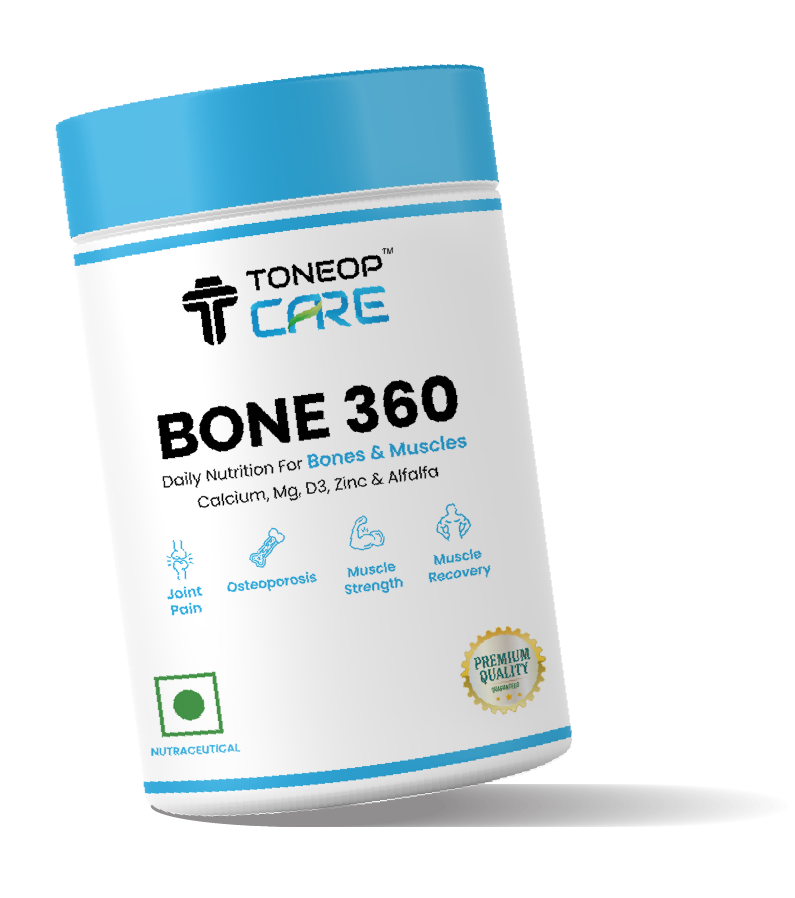 TONEOP™
CARE
BONE 360
Daily Nutrition For Bones & Muscles
Calcium, Mg, D3, Zinc & Alfalfa
Joint
Pain
Osteoporosis
Muscle
Strength
Muscle
Recovery
PREMIUM
QUALITY
GUARANTEED
NUTRACEUTICAL